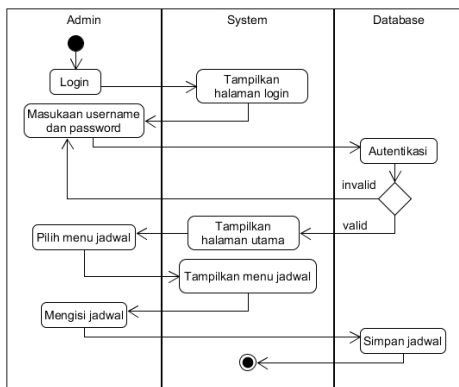 Admin
System
Database
Login
Tampilkan
halaman login
Masukaan username
dan password
Autentikasi
invalid
valid
Tampilkan
halaman utama
Pilih menu jadwal
Tampilkan menu jadwal
Mengisi jadwal
Simpan jadwal